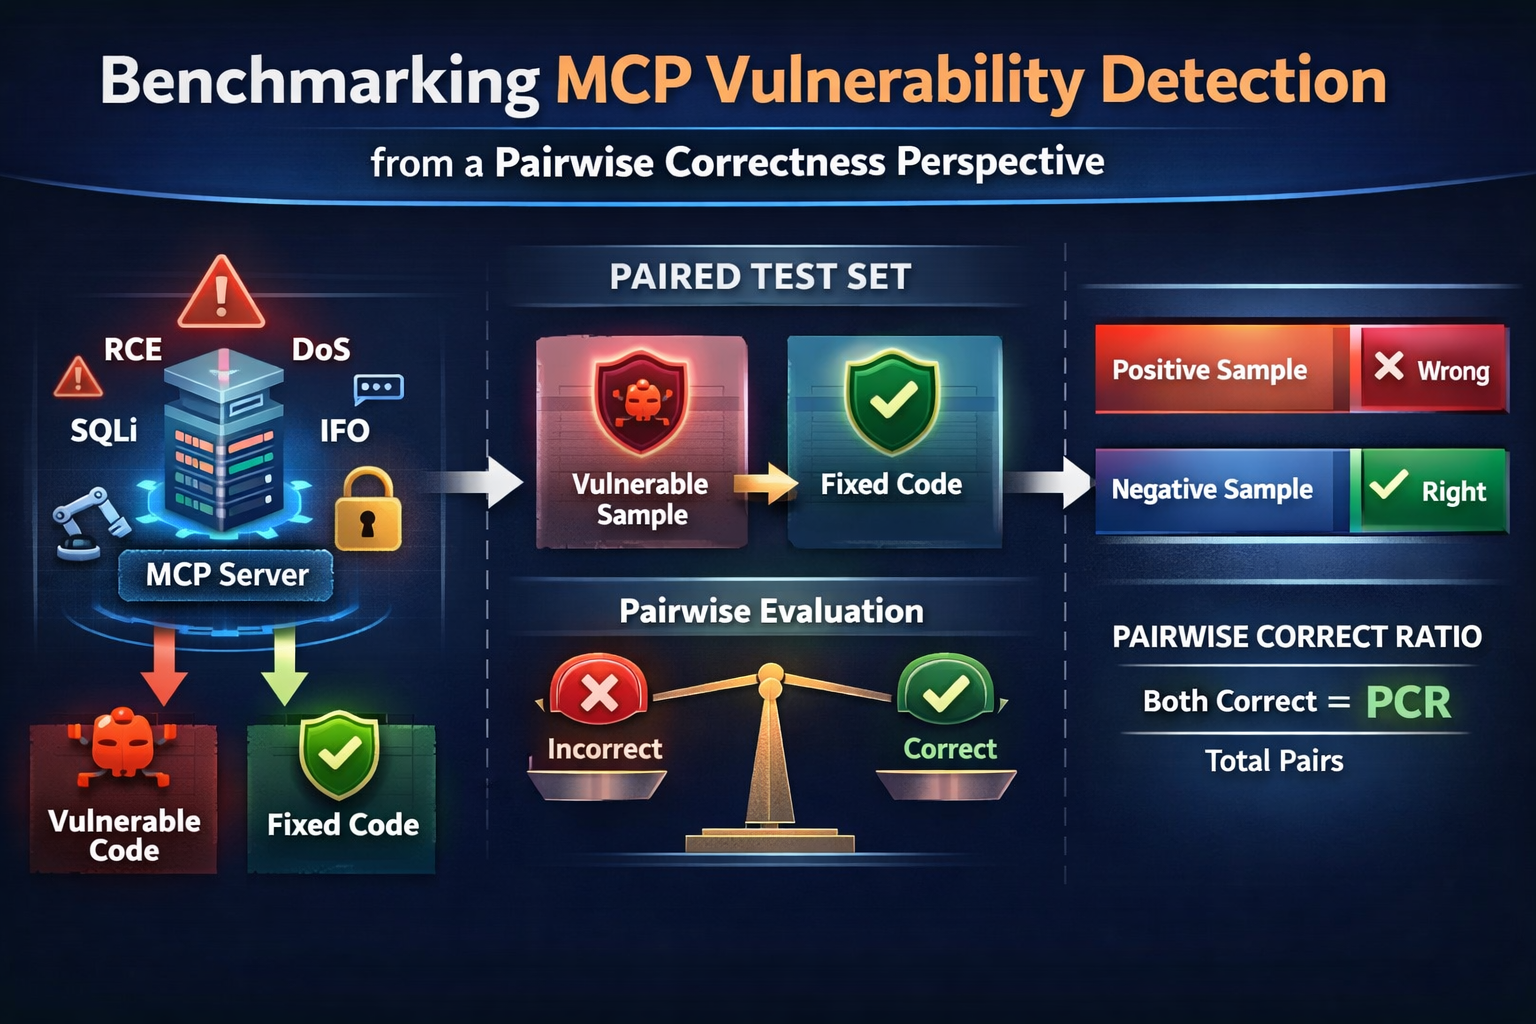 Benchmarking MCP Vulnerability Detection
from a Pairwise Correctness Perspective
RCE
DoS
SQLi
IFO
MCP Server
Vulnerable
Code
Fixed Code
PAIRED TEST SET
Vulnerable
Sample
Fixed Code
Pairwise Evaluation
Incorrect
Correct
Positive Sample
Wrong
Negative Sample
Right
PAIRWISE CORRECT RATIO
Both Correct = PCR
Total Pairs